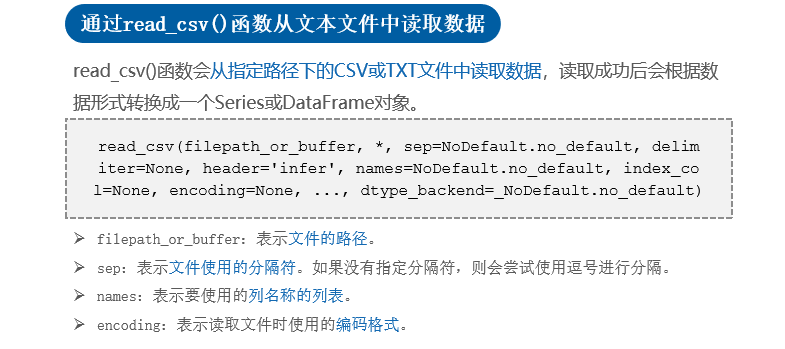 通过read_csv()函数从文本文件中读取数据
read_csv()函数会从指定路径下的CSV或TXT文件中读取数据，读取成功后会根据数
据形式转换成一个Series或DataFrame对象。
read_csv(filepath_or_buffer, *, sep=NoDefault.no_default, delim
iter=None, header='infer', names=NoDefault.no_default, index_co
l=None, encoding=None, ..., dtype_backend=_NoDefault.no_default)
➢ filepath_or_buffer：表示文件的路径。
➢ sep：表示文件使用的分隔符。如果没有指定分隔符，则会尝试使用逗号进行分隔。
➢ names：表示要使用的列名称的列表。
➢ encoding：表示读取文件时使用的编码格式。